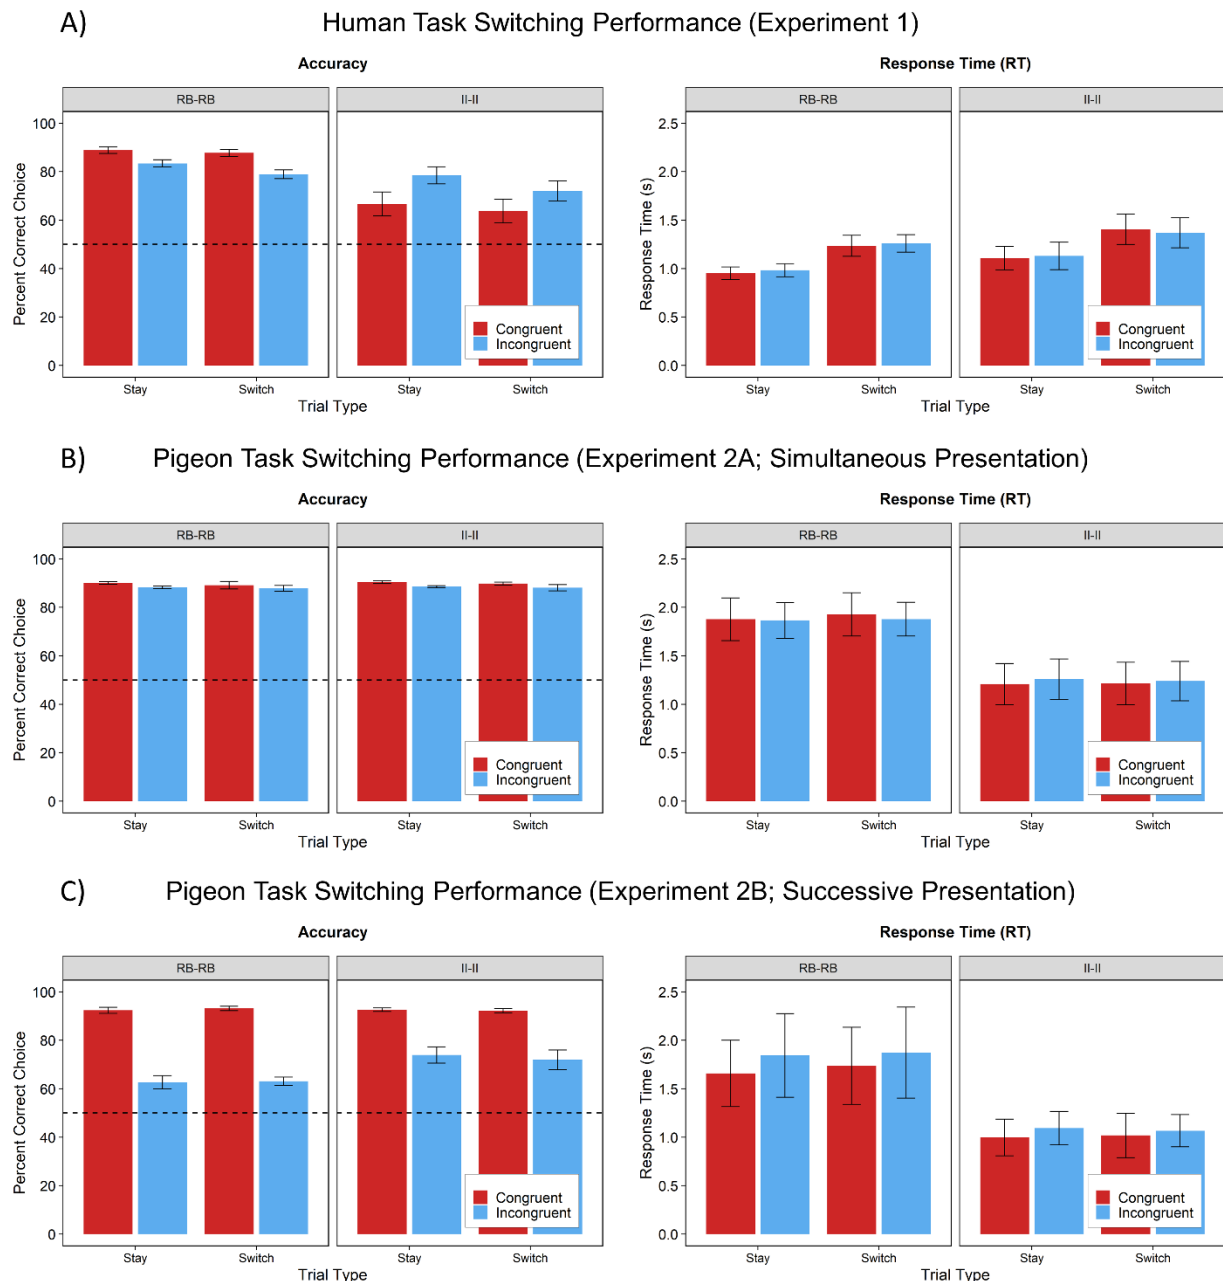 A) Human Task Switching Performance (Experiment 1)
Accuracy
Response Time (RT)
RB-RB
II-II
RB-RB
II-II
Percent Correct Choice
100
80
60
40
20
0
Congruent
Incongruent
Stay
Switch
Stay
Switch
Trial Type
Response Time (s)
2.5
2.0
1.5
1.0
0.5
0.0
Congruent
Incongruent
Stay
Switch
Stay
Switch
Trial Type
B) Pigeon Task Switching Performance (Experiment 2A; Simultaneous Presentation)
Accuracy
Response Time (RT)
RB-RB
II-II
RB-RB
II-II
Percent Correct Choice
100
80
60
40
20
0
Congruent
Incongruent
Stay
Switch
Stay
Switch
Trial Type
Response Time (s)
2.5
2.0
1.5
1.0
0.5
0.0
Congruent
Incongruent
Stay
Switch
Stay
Switch
Trial Type
C) Pigeon Task Switching Performance (Experiment 2B; Successive Presentation)
Accuracy
Response Time (RT)
RB-RB
II-II
RB-RB
II-II
Percent Correct Choice
100
80
60
40
20
0
Congruent
Incongruent
Stay
Switch
Stay
Switch
Trial Type
Response Time (s)
2.5
2.0
1.5
1.0
0.5
0.0
Congruent
Incongruent
Stay
Switch
Stay
Switch
Trial Type